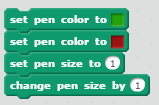 set pen color to
set pen color to
set pen size to 1
change pen size by 1